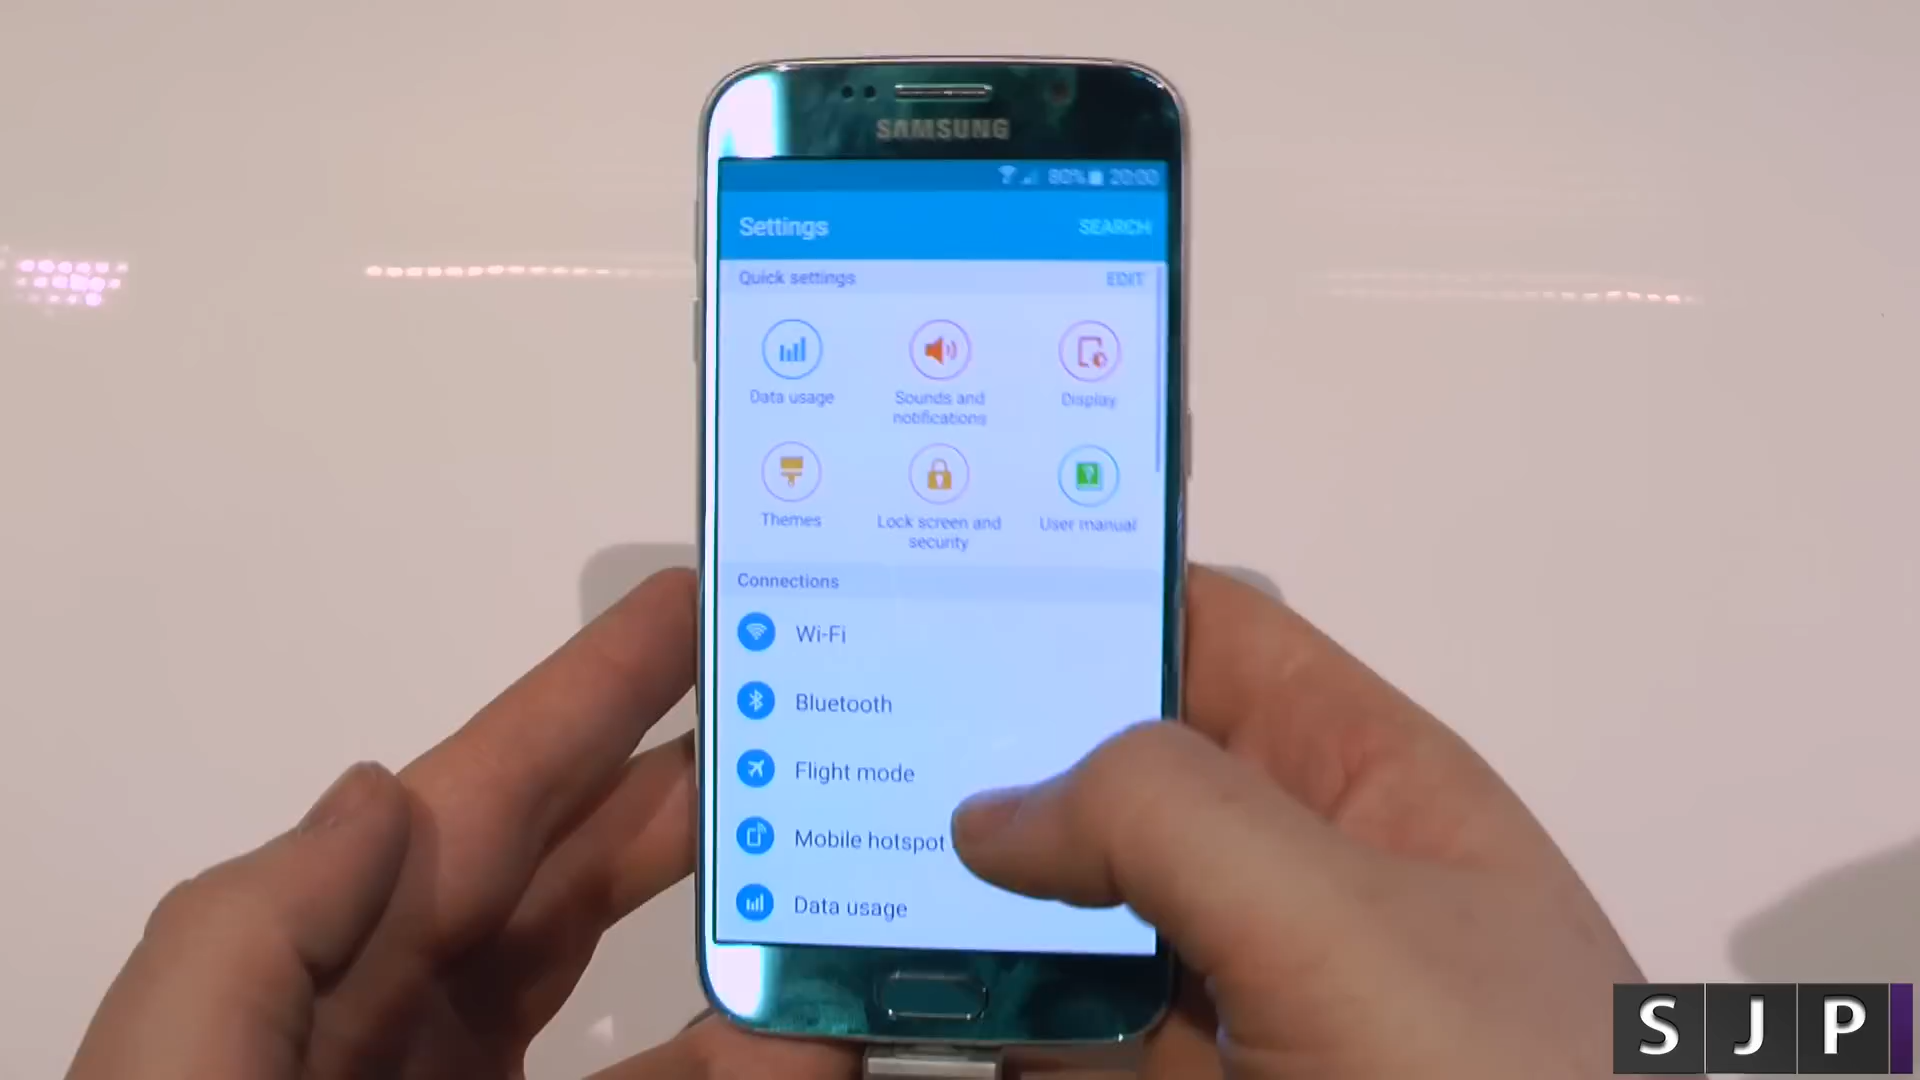 SAMSUNG
80% 20:00
Settings
SEARCH
Quick settings
EDIT
Data usage
Sounds and
notifications
Display
Themes
Lock screen and
security
User manual
Connections
Wi-Fi
Bluetooth
Flight mode
Mobile hotspot
Data usage
SJP